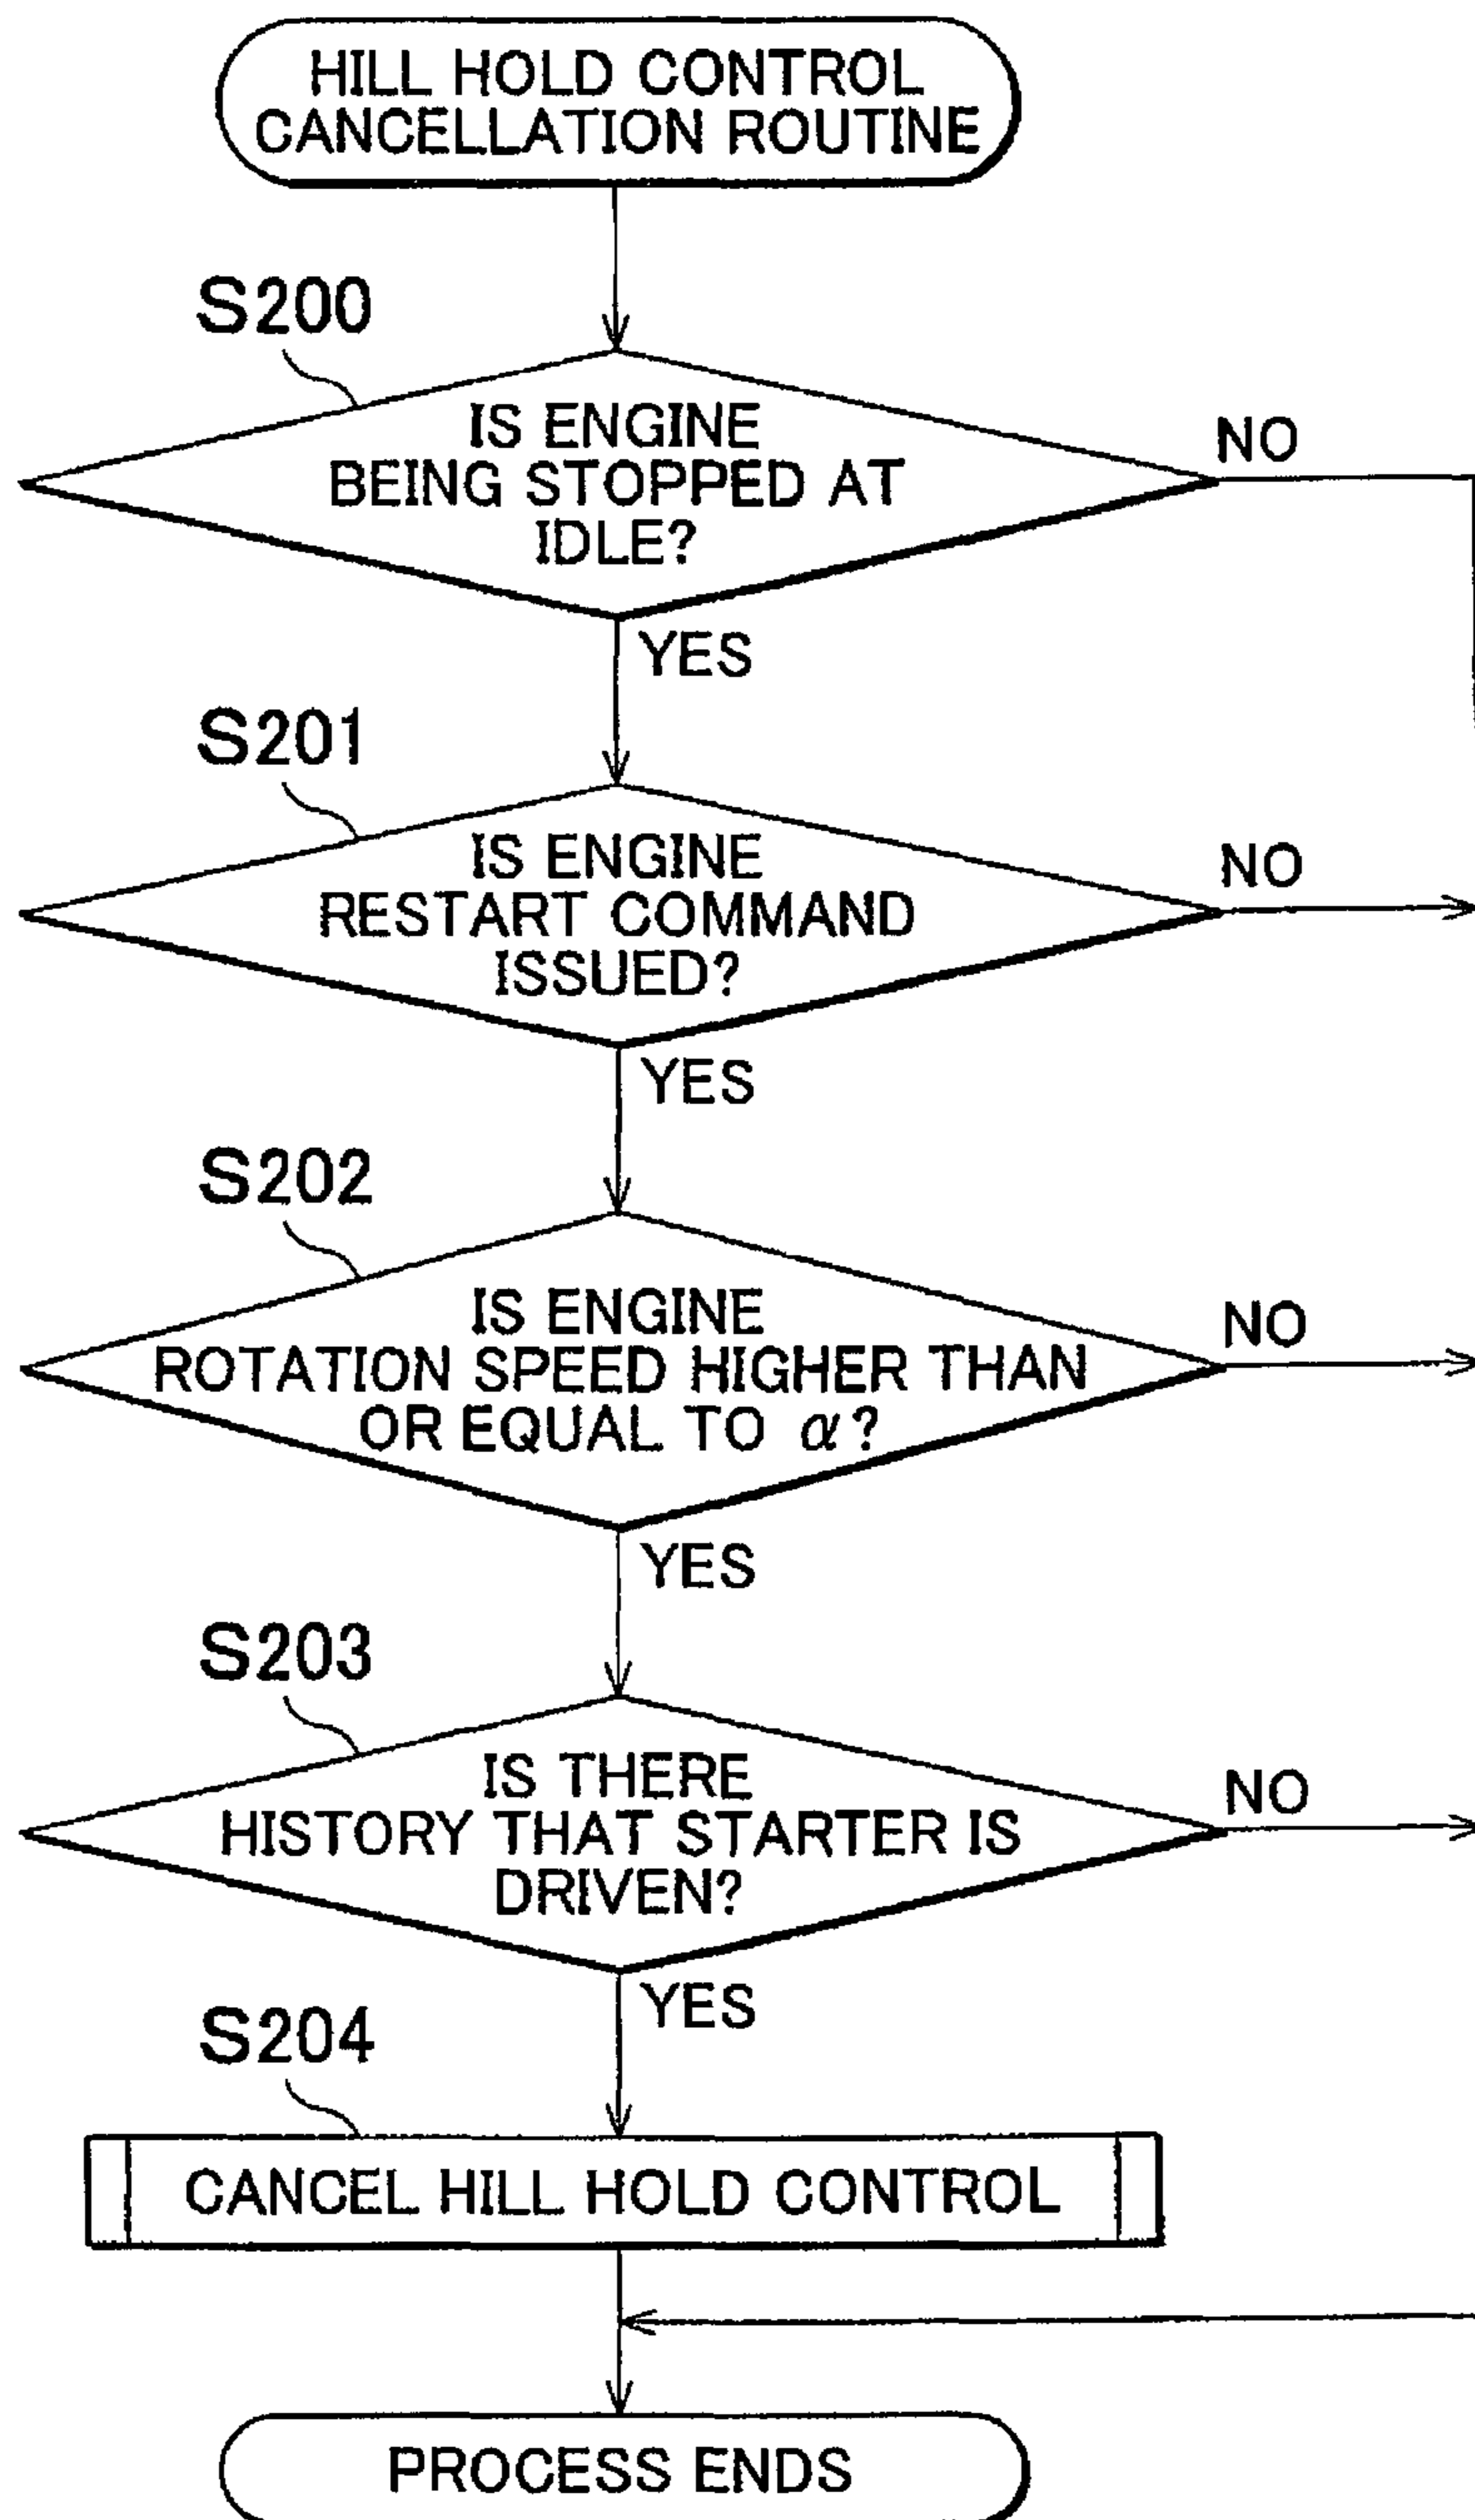 HILL HOLD CONTROL
CANCELLATION ROUTINE
S200
IS ENGINE
BEING STOPPED AT
IDLE?
NO
YES
S201
IS ENGINE
RESTART COMMAND
ISSUED?
NO
YES
S202
IS ENGINE
ROTATION SPEED HIGHER THAN
OR EQUAL TO α?
NO
YES
S203
IS THERE
HISTORY THAT STARTER IS
DRIVEN?
NO
YES
S204
CANCEL HILL HOLD CONTROL
PROCESS ENDS